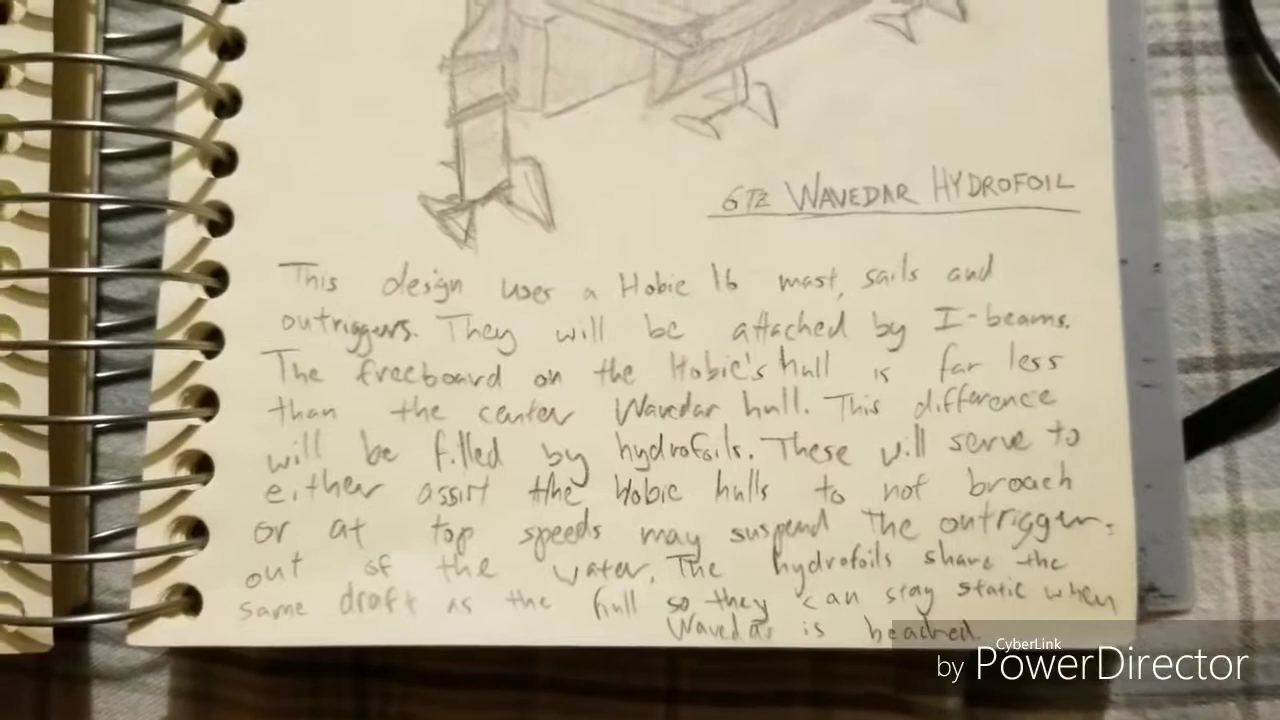 GTZ WAVEDAR HYDROFOIL
This design uses a Hobie 16 mast, sails and
outriggers. They will be attached by I-beams.
The freeboard on the Hobie's hull is far less
than the center Wavedar hull. This difference
will be filled by hydrofoils. These will serve to
either assist the Hobie hulls to not broach
or at top speeds may suspend the outriggers
out of the water. The hydrofoils share the
same draft as the hull so they can stay static when
Wavedar is beached.
CyberLink
by PowerDirector